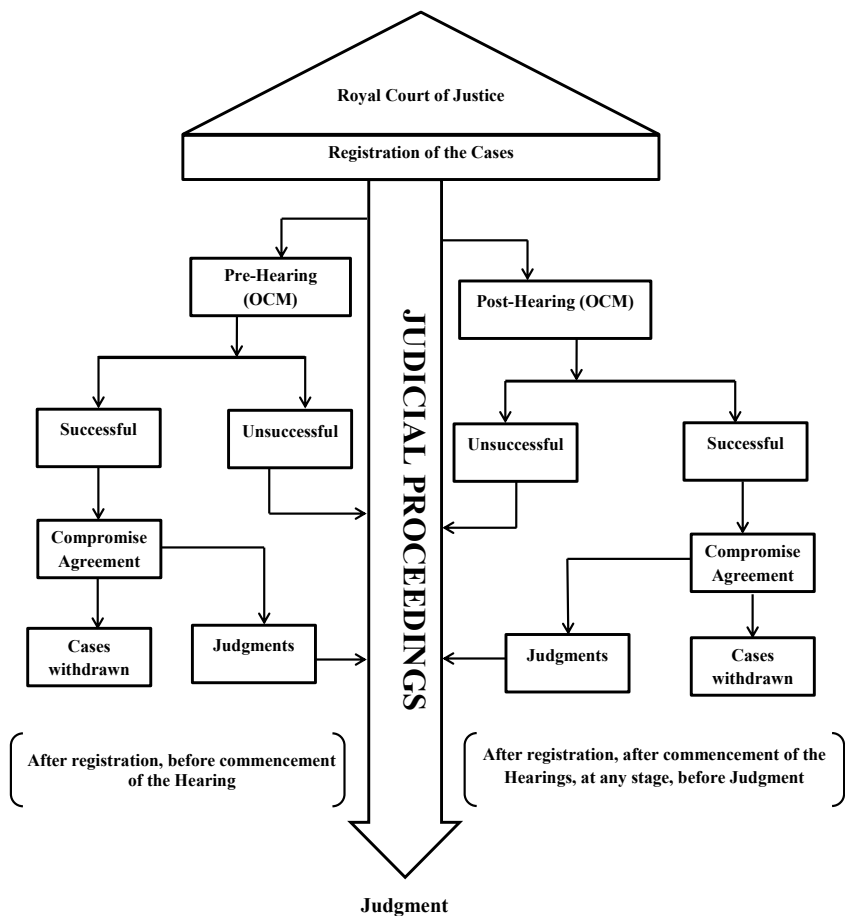 Royal Court of Justice
Registration of the Cases
Pre-Hearing
(OCM)
Post-Hearing (OCM)
JUDICIAL PROCEEDINGS
Successful
Unsuccessful
Unsuccessful
Successful
Compromise
Agreement
Compromise
Agreement
Cases
withdrawn
Judgments
Judgments
Cases
withdrawn
After registration, before commencement
of the Hearing
After registration, after commencement of the
Hearings, at any stage, before Judgment
Judgment